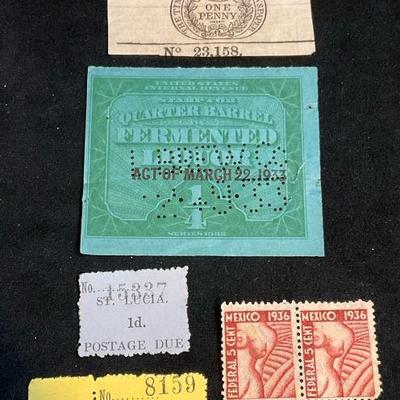 ONE
PENNY
No 23,158.
UNITED STATES
INTERNAL REVENUE
STAMP FOR
QUARTER BARREL
FERMENTED
LIQUOR
ACT OF MARCH 22, 1933
1/4
No. 15337
ST. LUCIA.
1d.
POSTAGE DUE
No. 8159
MEXICO 1936
FEDERAL 5 CENT
MEXICO 1936
FEDERAL 5 CENT